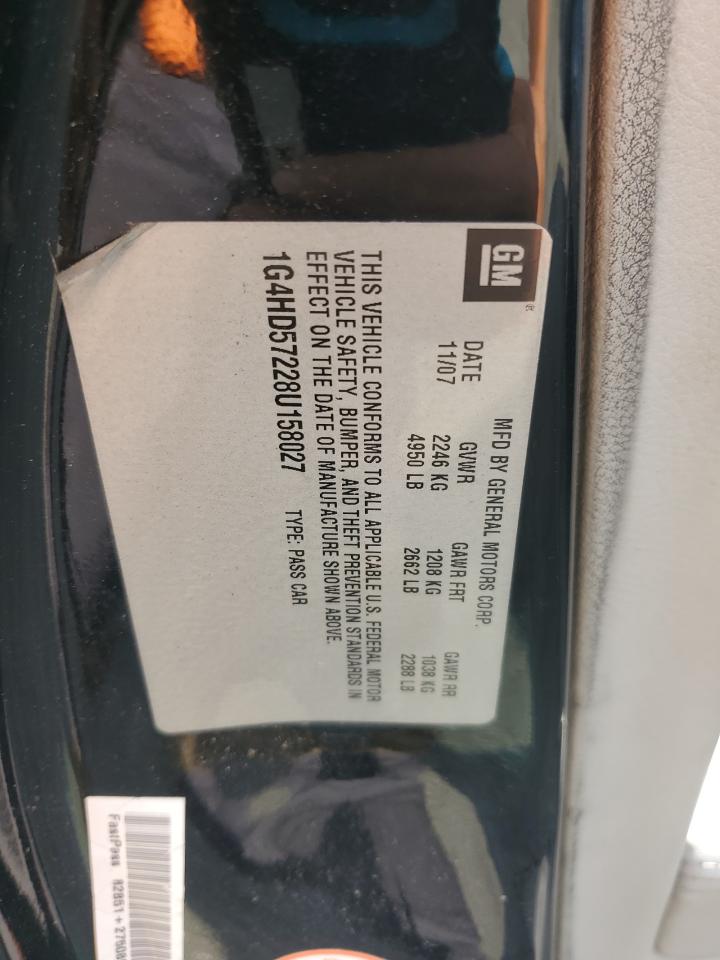 GM
MFD BY GENERAL MOTORS CORP.
DATE GVWR GAWR FRT GAWR RR
11/07 2246 KG 1208 KG 1038 KG
4950 LB 2662 LB 2288 LB
THIS VEHICLE CONFORMS TO ALL APPLICABLE U.S. FEDERAL MOTOR
VEHICLE SAFETY, BUMPER, AND THEFT PREVENTION STANDARDS IN
EFFECT ON THE DATE OF MANUFACTURE SHOWN ABOVE.
1G4HD57228U158027 TYPE: PASS CAR
FastPass 82851+